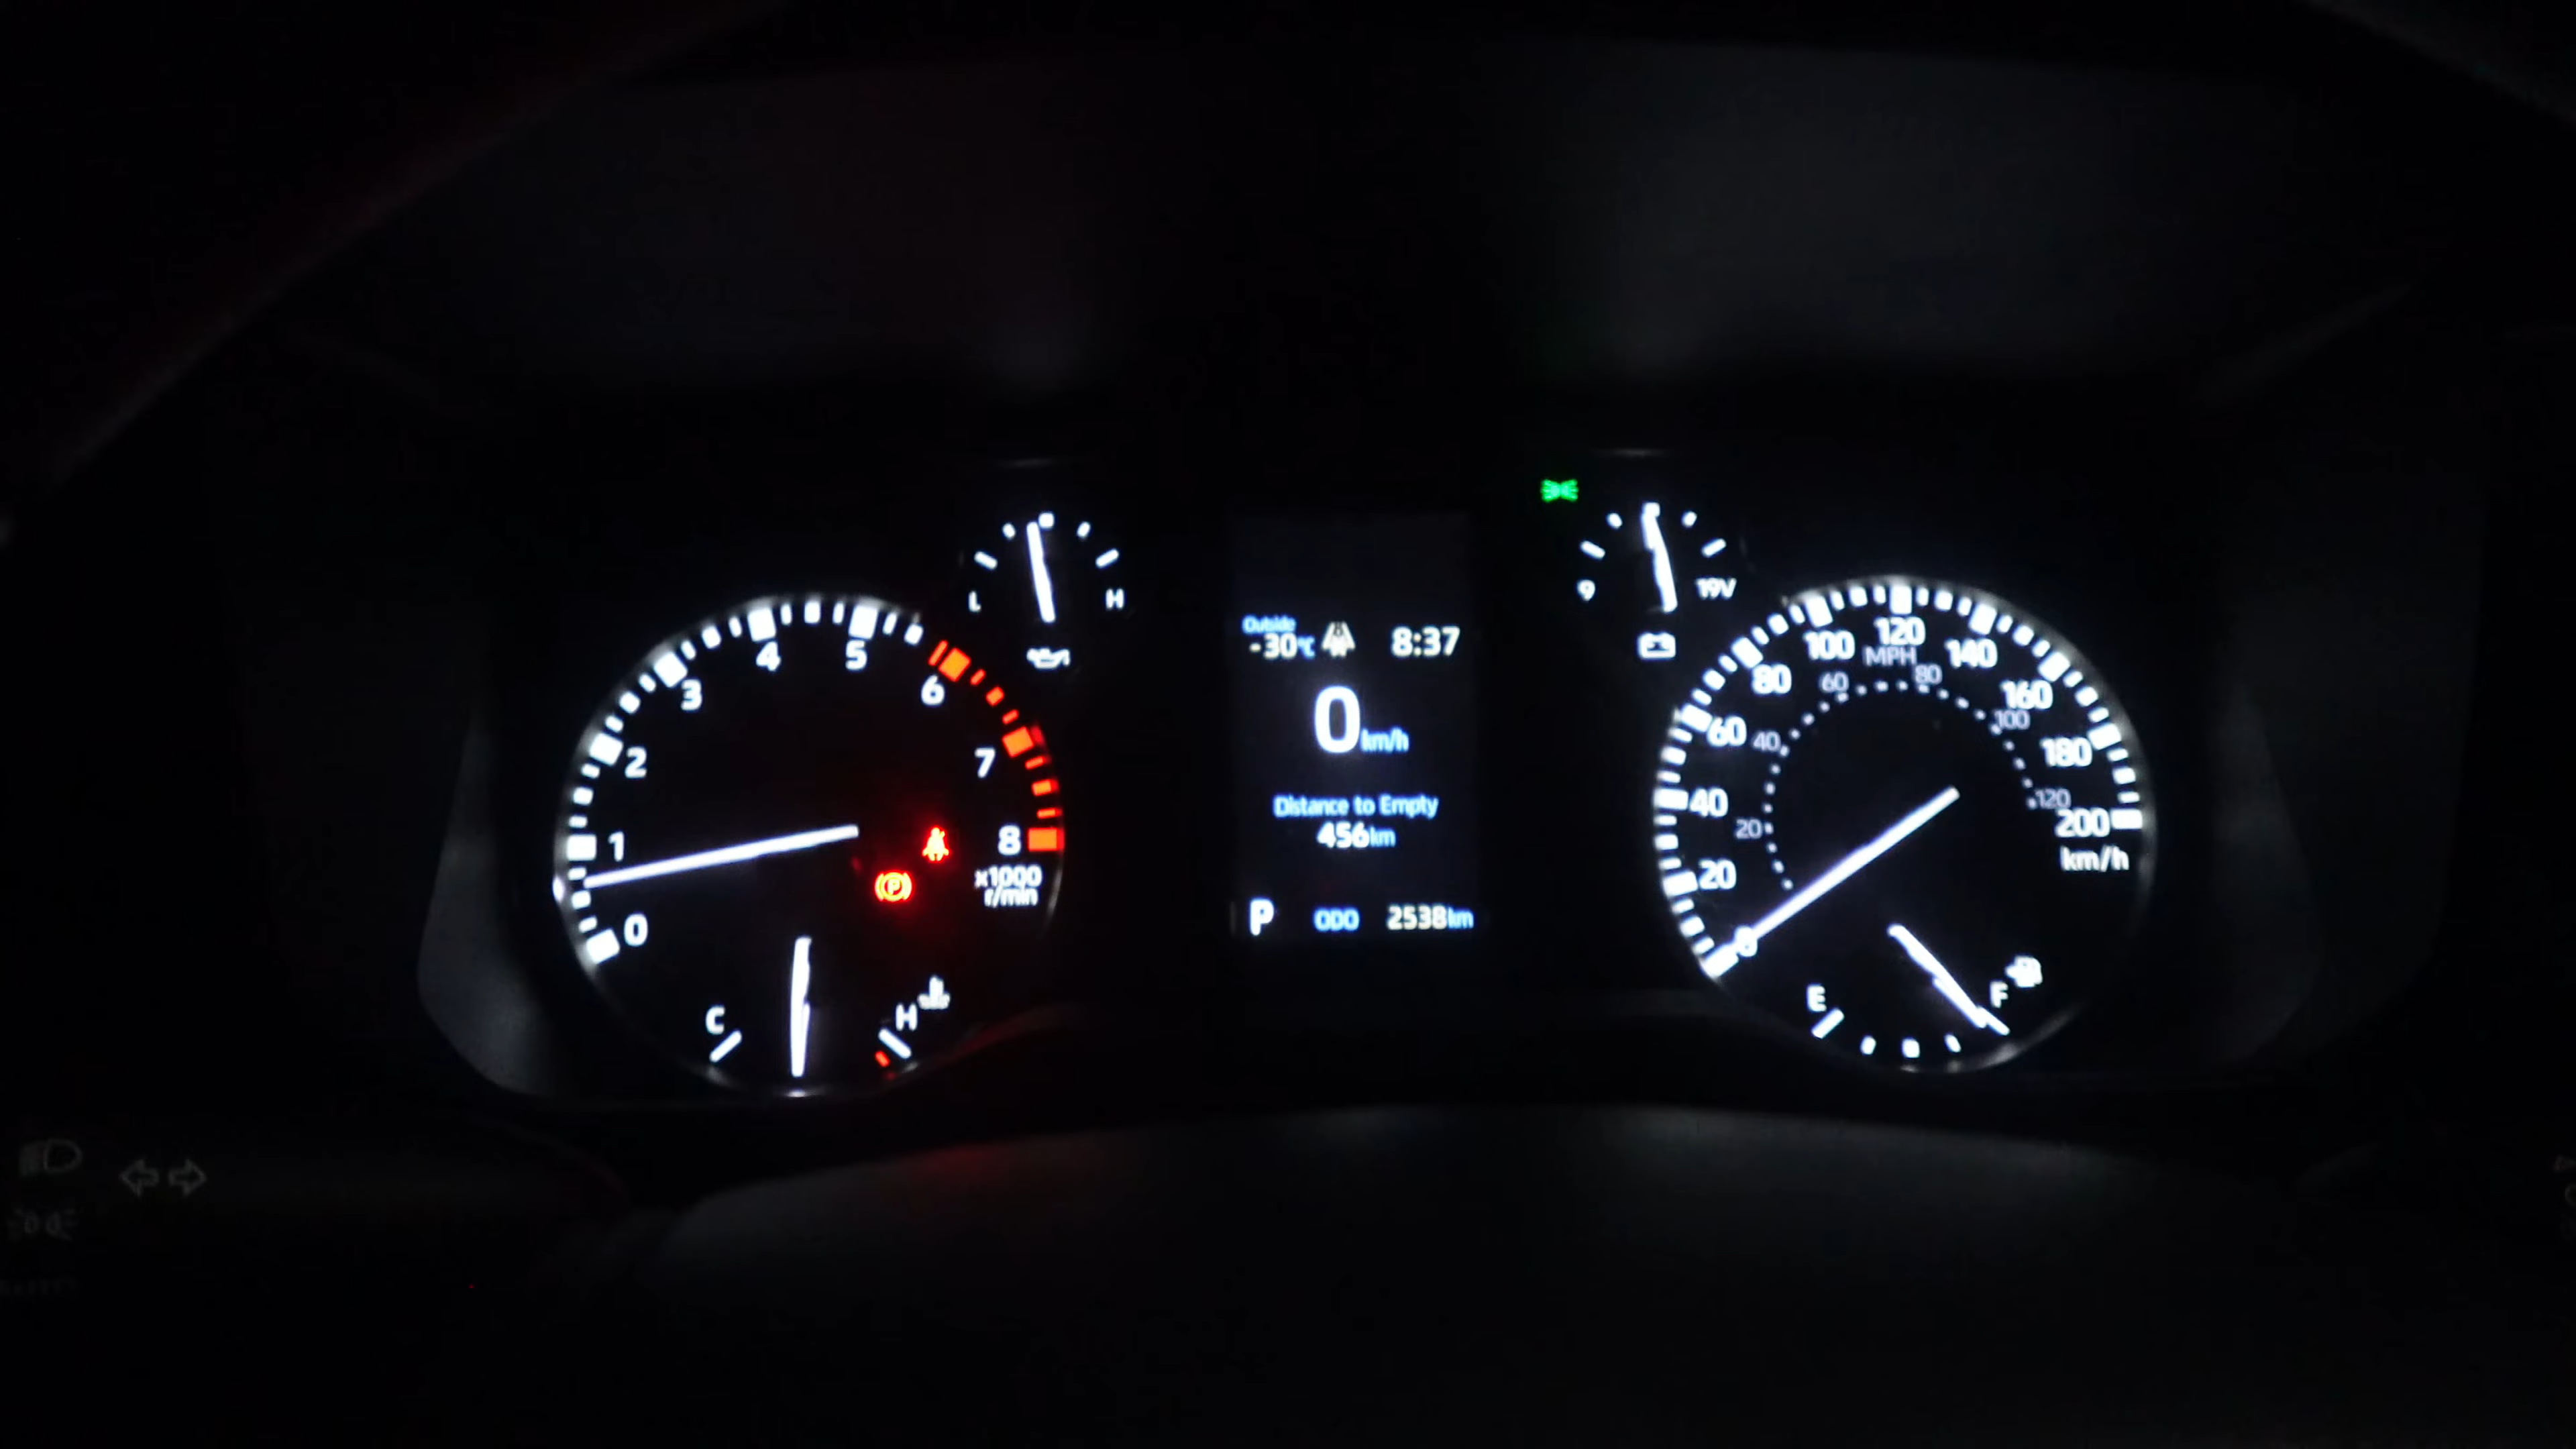 L H
9 19V
Outside
-30°C 8:37
0 km/h
Distance to Empty
456km
P ODO 2538km
0 1 2 3 4 5 6 7 8
x1000
r/min
C H
0 20 40 60 80 100 120 140 160 180 200
km/h
MPH
20 40 60 80 100 120
E F
P